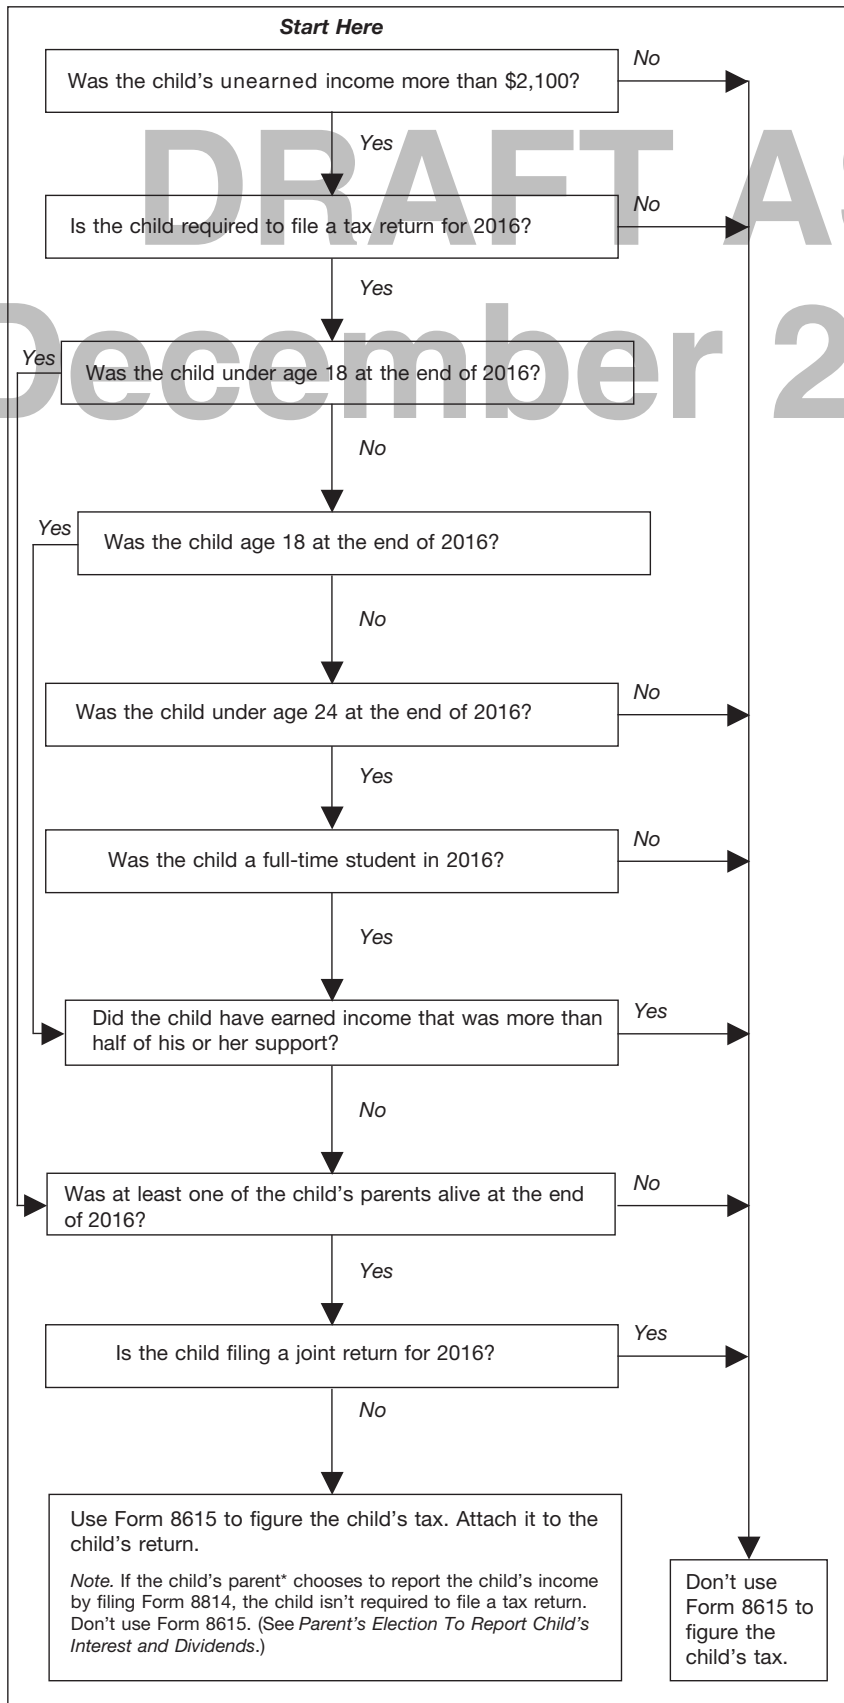 Start Here
Was the child's unearned income more than $2,100?
No
Yes
DRAFT AS
Is the child required to file a tax return for 2016?
No
Yes
December 2
Yes
Was the child under age 18 at the end of 2016?
No
Yes
Was the child age 18 at the end of 2016?
No
Was the child under age 24 at the end of 2016?
No
Yes
Was the child a full-time student in 2016?
No
Yes
Did the child have earned income that was more than
half of his or her support?
Yes
No
Was at least one of the child's parents alive at the end
of 2016?
No
Yes
Is the child filing a joint return for 2016?
Yes
No
Use Form 8615 to figure the child's tax. Attach it to the
child's return.
Note. If the child's parent* chooses to report the child's income
by filing Form 8814, the child isn't required to file a tax return.
Don't use Form 8615. (See Parent's Election To Report Child's
Interest and Dividends.)
Don't use
Form 8615 to
figure the
child's tax.